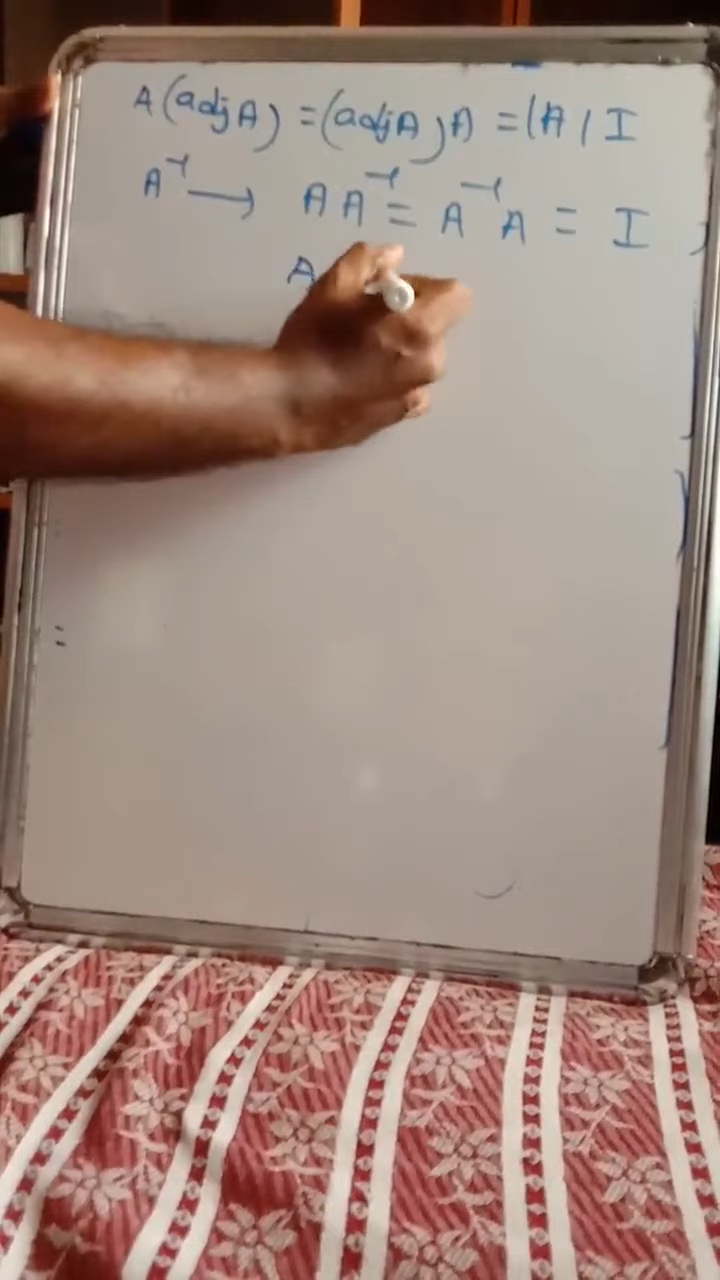 A(adjA) = (adjA)A = |A| I
A⁻¹ → A A⁻¹ = A⁻¹ A = I
A